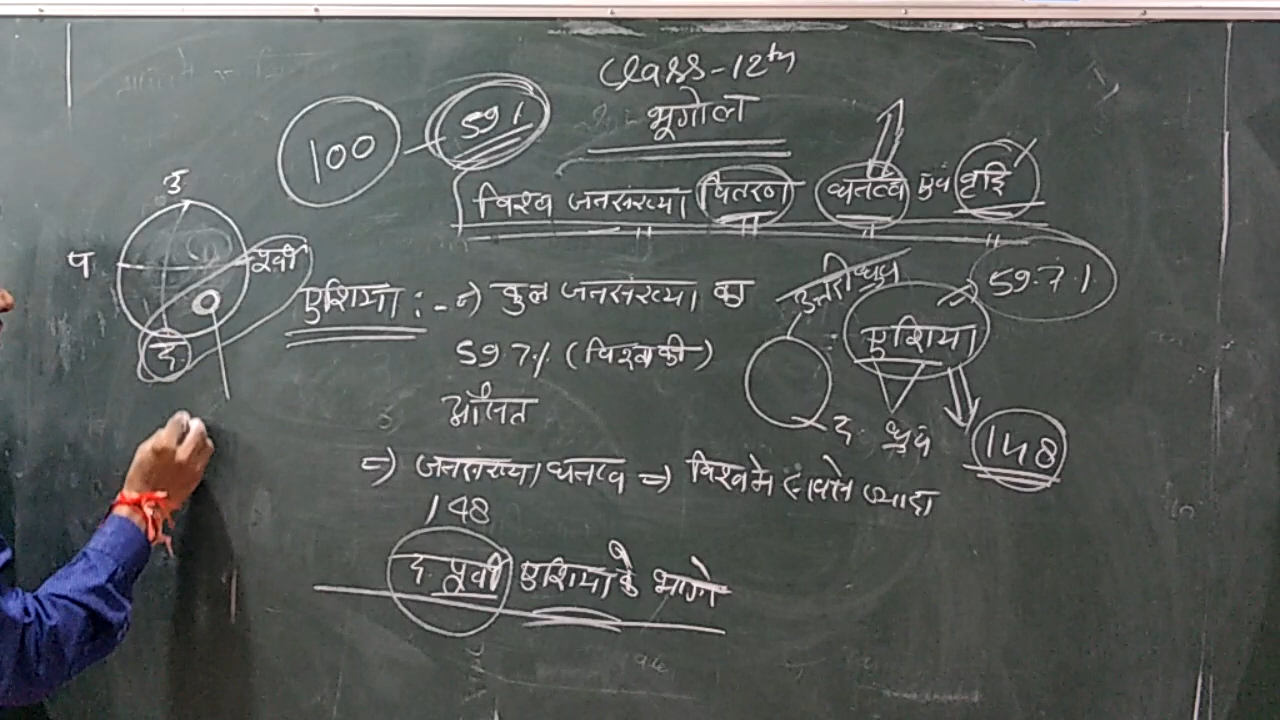 Class-12th
भूगोल
100 - 59%
विश्व जनसंख्या वितरण घनत्व एवं वृद्धि
उ
प पूर्वी
द.
एशिया :- => कुल जनसंख्या का
59.7% (विश्व की)
औसत
=> जनसंख्या घनत्व => विश्व मे सबसे ज्यादा
148
द. पूर्वी एशिया के भागो
उत्तरी ध्रुव
द. ध्रुव
एशिया
59.7%
148